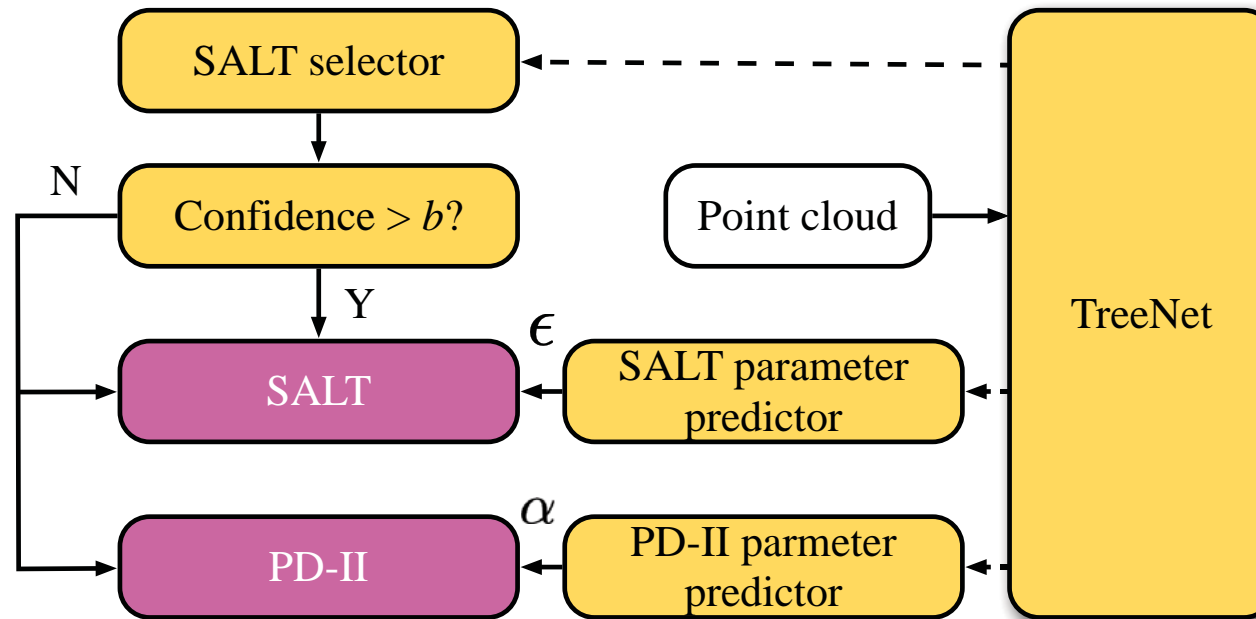 SALT selector
N
Confidence > b?
Point cloud
Y
TreeNet
ϵ
SALT
SALT parameter
predictor
α
PD-II
PD-II parmeter
predictor